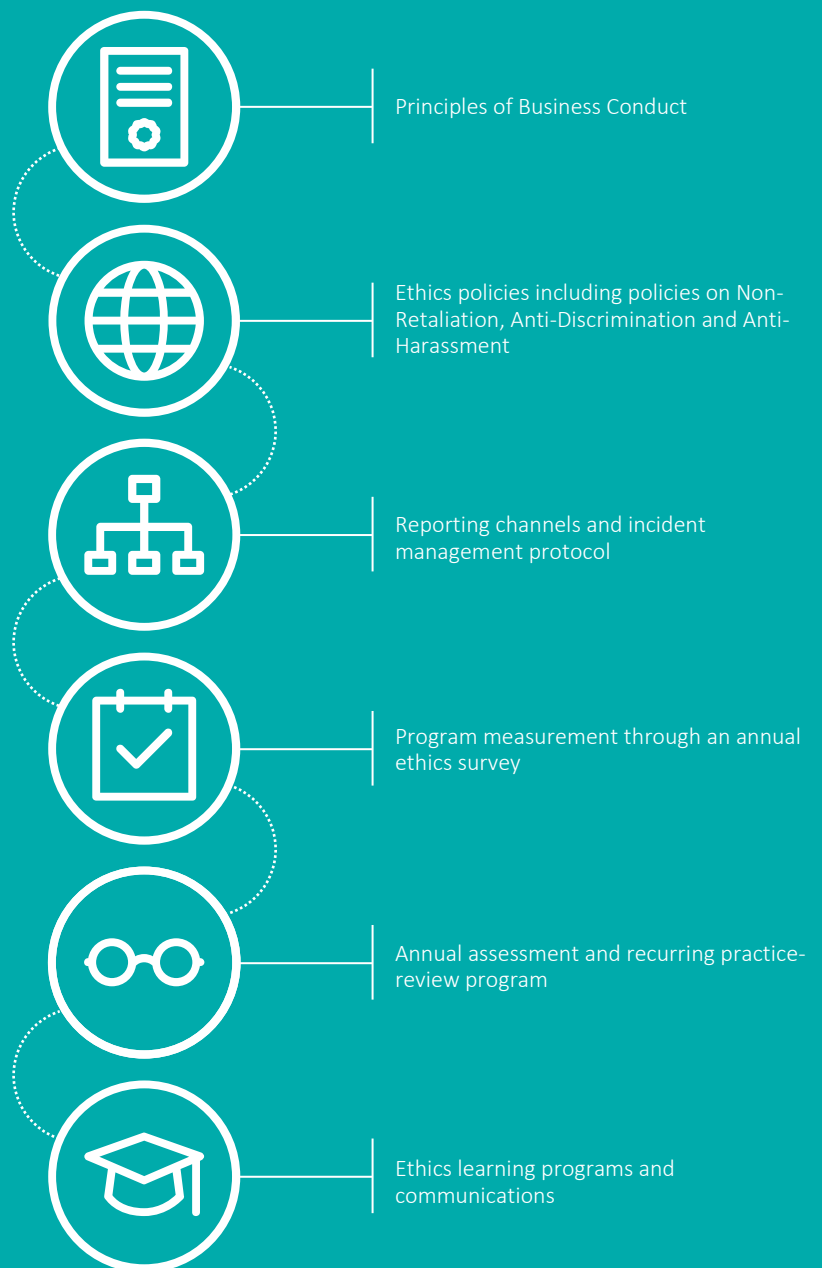 Principles of Business Conduct
Ethics policies including policies on Non-
Retaliation, Anti-Discrimination and Anti-
Harassment
Reporting channels and incident
management protocol
Program measurement through an annual
ethics survey
Annual assessment and recurring practice-
review program
Ethics learning programs and
communications